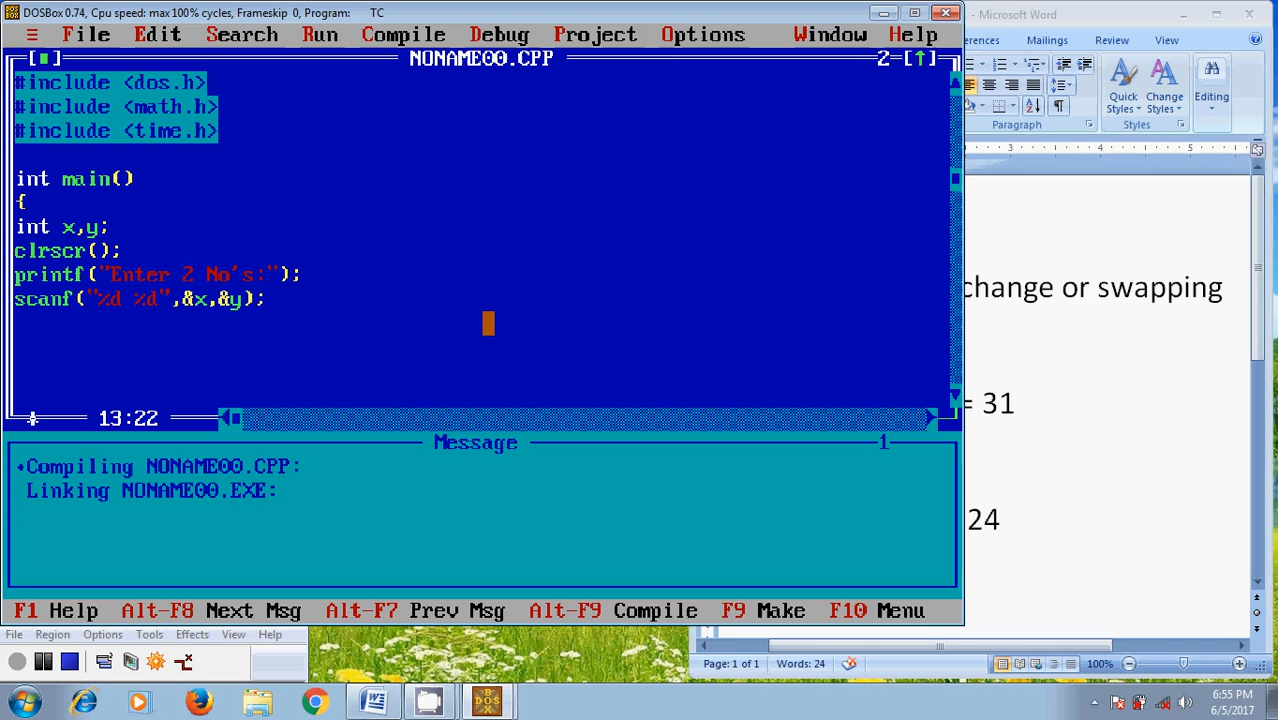 DOSBox 0.74, Cpu speed: max 100% cycles, Frameskip 0, Program: TC
- Microsoft Word
File Edit Search Run Compile Debug Project Options Window Help
erences Mailings Review View
[■] NONAME00.CPP 2=[↑]
#include <dos.h>
#include <math.h>
#include <time.h>
Quick Styles
Change Styles
Editing
Paragraph
Styles
3 4 5
int main()
{
int x,y;
clrscr();
printf("Enter 2 No's:");
scanf("%d %d",&x,&y);
change or swapping
= 31
24
13:22
Message 1
•Compiling NONAME00.CPP:
Linking NONAME00.EXE:
F1 Help Alt-F8 Next Msg Alt-F7 Prev Msg Alt-F9 Compile F9 Make F10 Menu
File Region Options Tools Effects View Help
Page: 1 of 1 Words: 24 100%
6:55 PM
6/5/2017